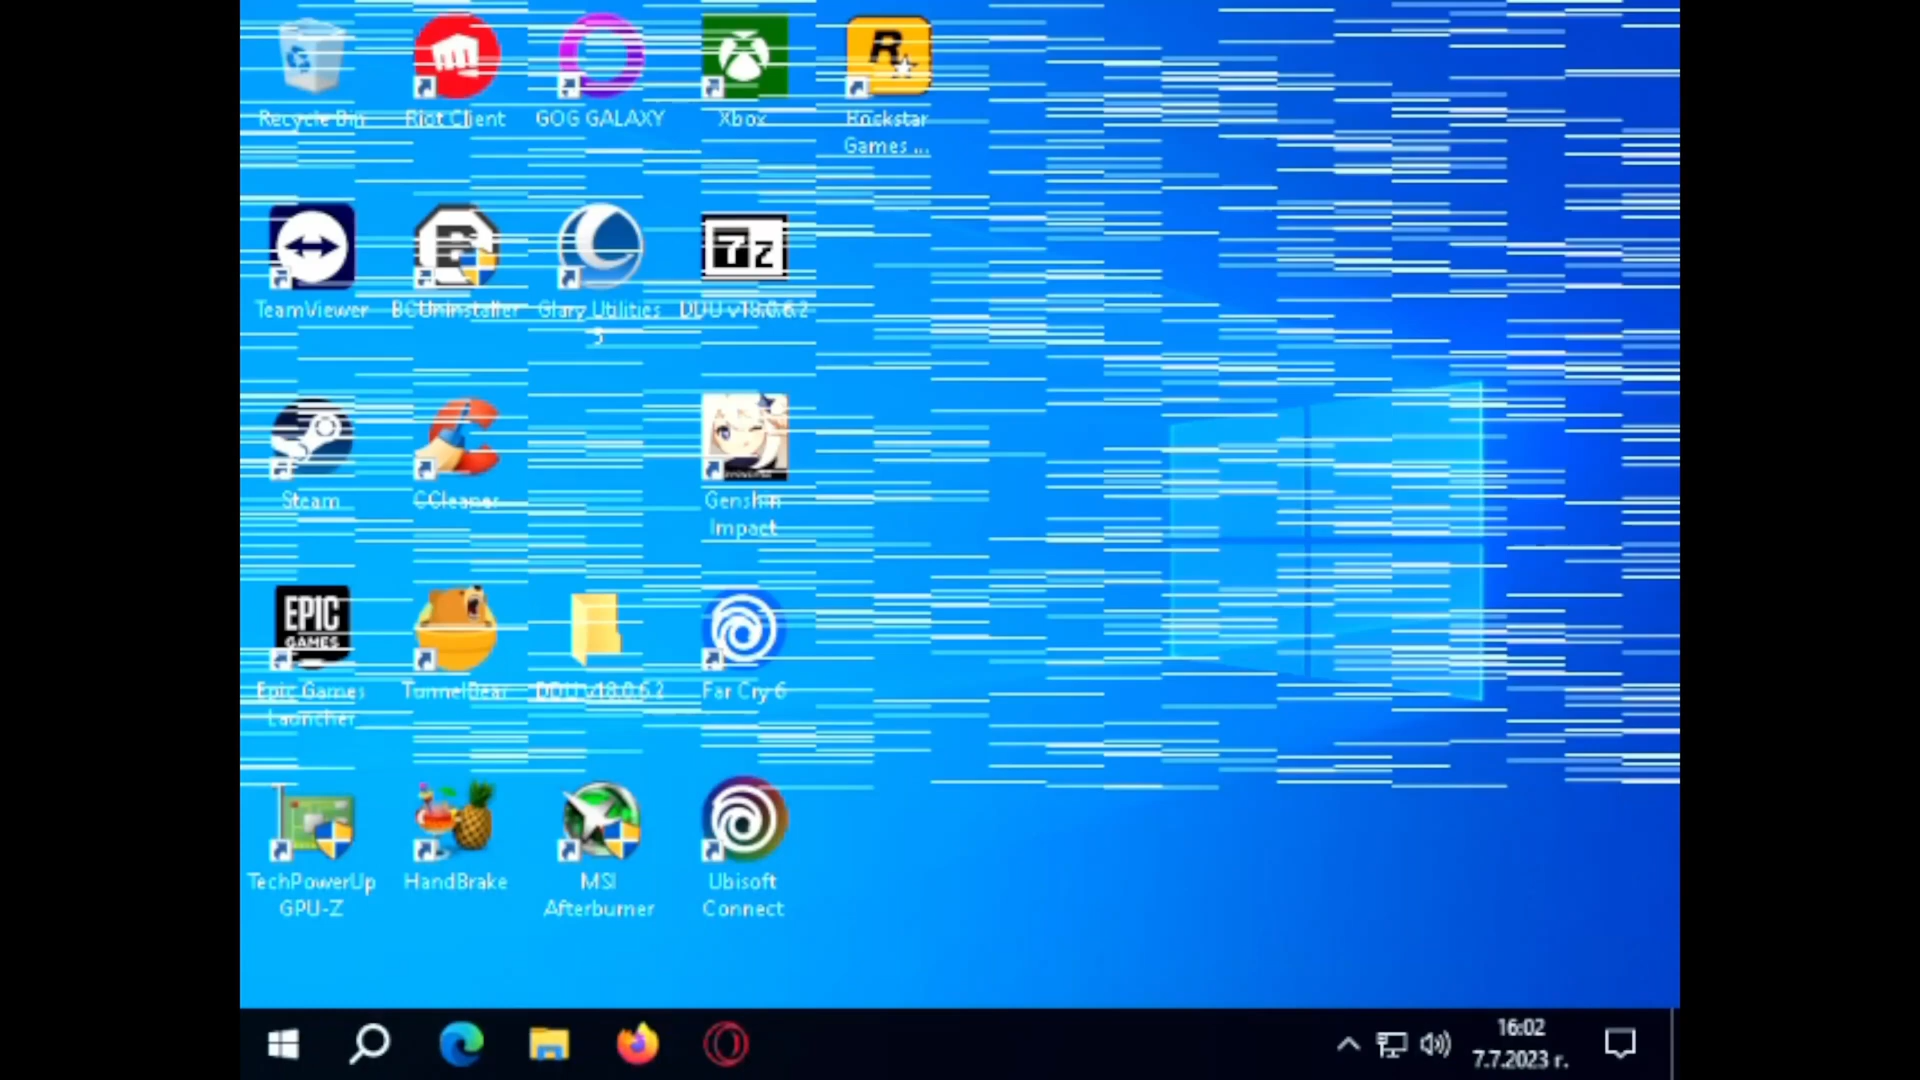 Recycle Bin
Riot Client
GOG GALAXY
Xbox
Rockstar
Games ...
TeamViewer
BCUninstaller
Glary Utilities
5
7z
DDU v18.0.6.2
Steam
CCleaner
Genshin
Impact
EPIC
GAMES
Epic Games
Launcher
TunnelBear
DDU v18.0.6.2
Far Cry 6
TechPowerUp
GPU-Z
HandBrake
MSI
Afterburner
Ubisoft
Connect
16:02
7.7.2023 г.